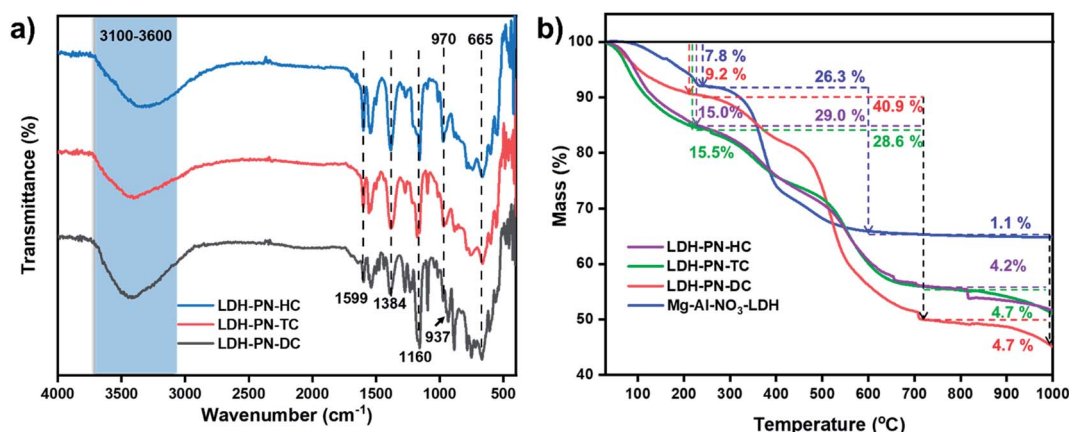 a)
3100-3600
970
665
Transmittance (%)
LDH-PN-HC
LDH-PN-TC
LDH-PN-DC
1599
1384
1160
937
4000 3500 3000 2500 2000 1500 1000 500
Wavenumber (cm⁻¹)
b)
100
90
80
70
60
50
40
Mass (%)
7.8 %
9.2 %
26.3 %
40.9 %
15.0%
29.0 %
15.5%
28.6 %
1.1 %
4.2%
4.7 %
4.7 %
LDH-PN-HC
LDH-PN-TC
LDH-PN-DC
Mg-Al-NO₃-LDH
100 200 300 400 500 600 700 800 900 1000
Temperature (°C)